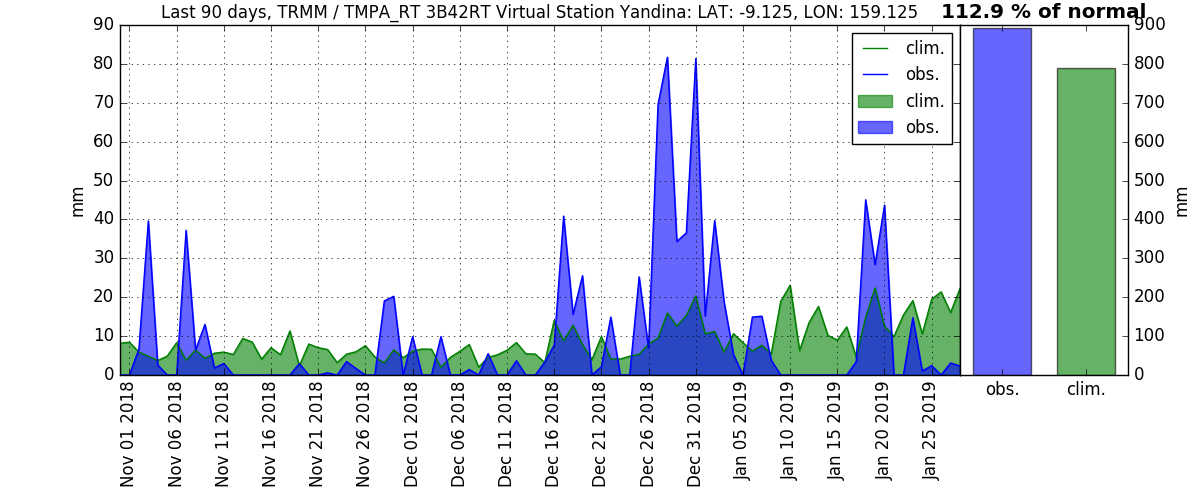 Last 90 days, TRMM / TMPA_RT 3B42RT Virtual Station Yandina: LAT: -9.125, LON: 159.125
112.9 % of normal
90
80
70
60
50
40
30
20
10
0
mm
clim.
obs.
clim.
obs.
Nov 01 2018
Nov 06 2018
Nov 11 2018
Nov 16 2018
Nov 21 2018
Nov 26 2018
Dec 01 2018
Dec 06 2018
Dec 11 2018
Dec 16 2018
Dec 21 2018
Dec 26 2018
Dec 31 2018
Jan 05 2019
Jan 10 2019
Jan 15 2019
Jan 20 2019
Jan 25 2019
900
800
700
600
500
400
300
200
100
0
mm
obs.
clim.